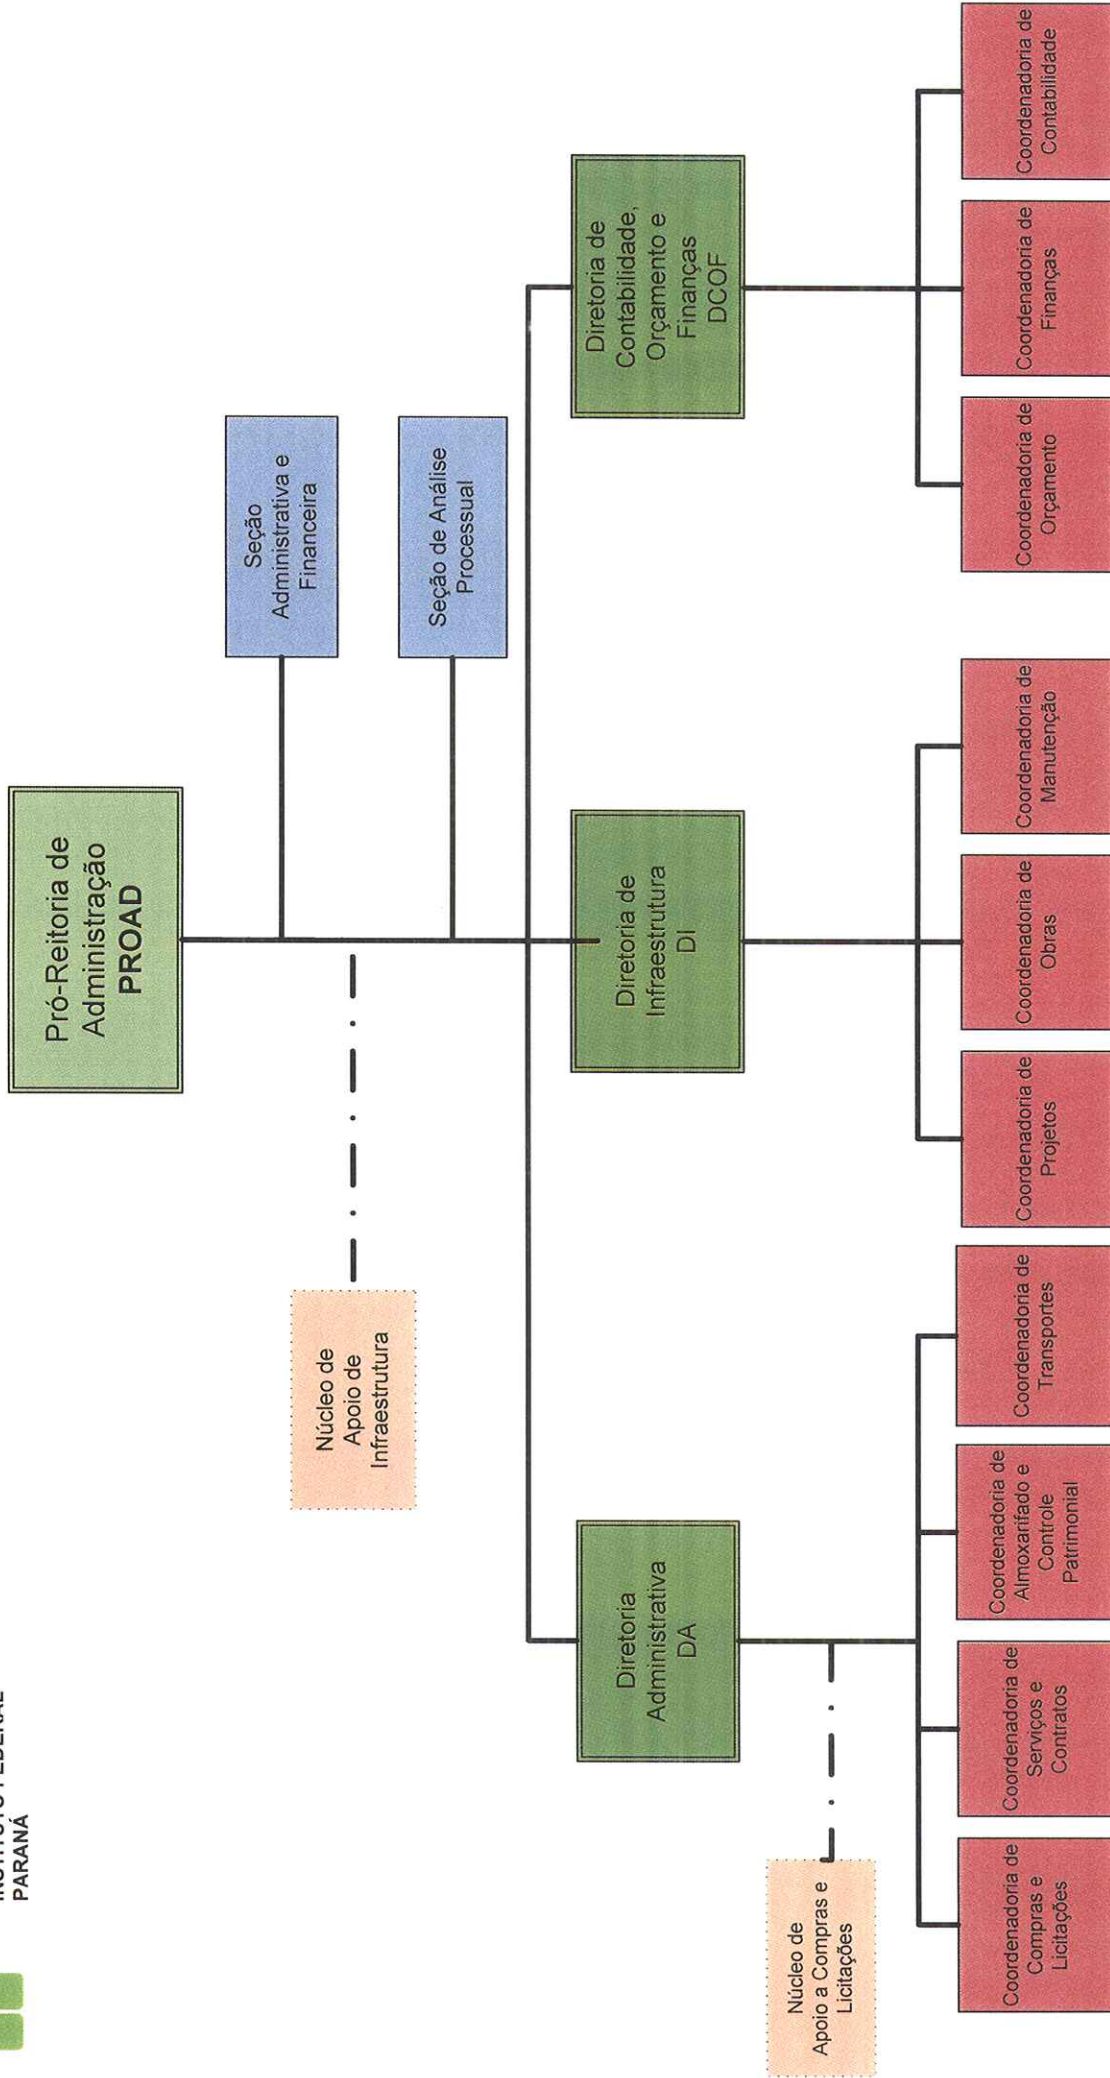 PARANÁ
Pró-Reitoria de
Administração
PROAD
Seção
Administrativa e
Financeira
Núcleo de
Apoio de
Infraestrutura
Seção de Análise
Processual
Diretoria
Administrativa
DA
Diretoria de
Infraestrutura
DI
Diretoria de
Contabilidade,
Orçamento e
Finanças
DCOF
Núcleo de
Apoio a Compras e
Licitações
Coordenadoria de
Compras e
Licitações
Coordenadoria de
Serviços e
Contratos
Coordenadoria de
Almoxarifado e
Controle
Patrimonial
Coordenadoria de
Transportes
Coordenadoria de
Projetos
Coordenadoria de
Obras
Coordenadoria de
Manutenção
Coordenadoria de
Orçamento
Coordenadoria de
Finanças
Coordenadoria de
Contabilidade